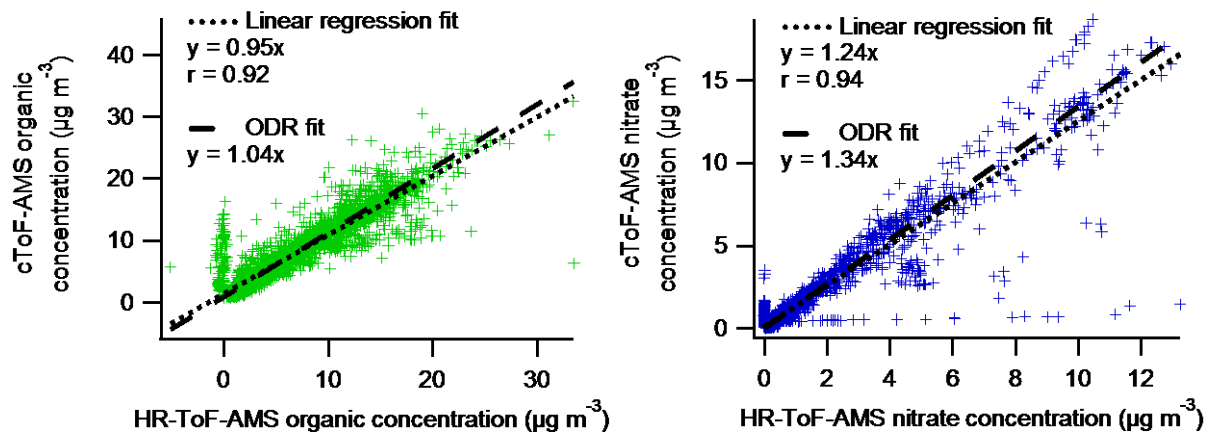 Linear regression fit
y = 0.95x
r = 0.92
ODR fit
y = 1.04x
cToF-AMS organic
concentration (µg m⁻³)
40
30
20
10
0
0
10
20
30
HR-ToF-AMS organic concentration (µg m⁻³)
Linear regression fit
y = 1.24x
r = 0.94
ODR fit
y = 1.34x
cToF-AMS nitrate
concentration (µg m⁻³)
15
10
5
0
0
2
4
6
8
10
12
HR-ToF-AMS nitrate concentration (µg m⁻³)